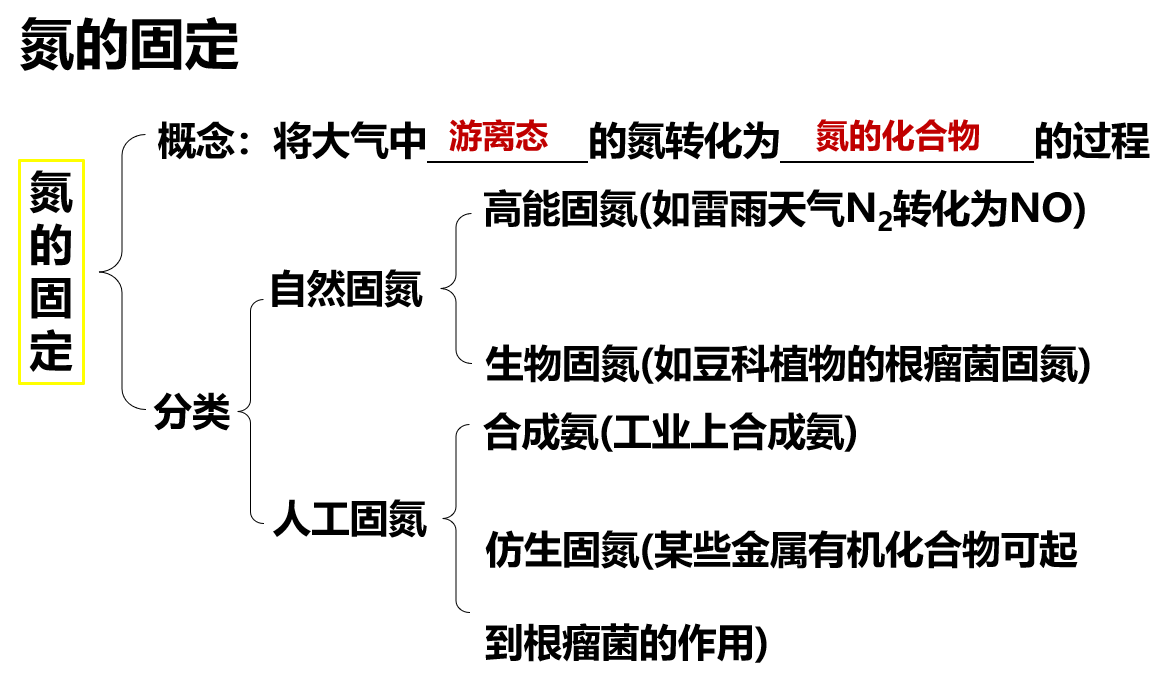 氮的固定
概念：将大气中游离态的氮转化为氮的化合物的过程
氮的固定
高能固氮(如雷雨天气N₂转化为NO)
自然固氮
生物固氮(如豆科植物的根瘤菌固氮)
分类
合成氨(工业上合成氨)
人工固氮
仿生固氮(某些金属有机化合物可起
到根瘤菌的作用)